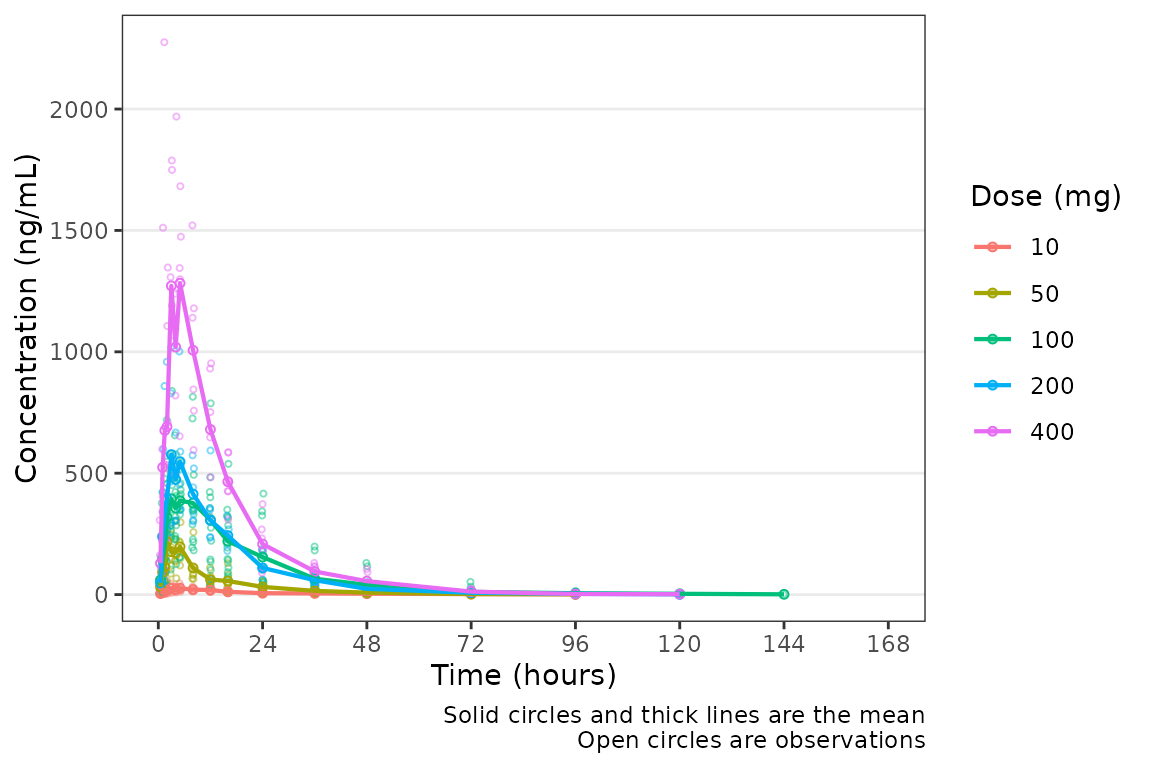 Concentration (ng/mL)
2000
1500
1000
500
0
0 24 48 72 96 120 144 168
Time (hours)
Dose (mg)
10
50
100
200
400
Solid circles and thick lines are the mean
Open circles are observations